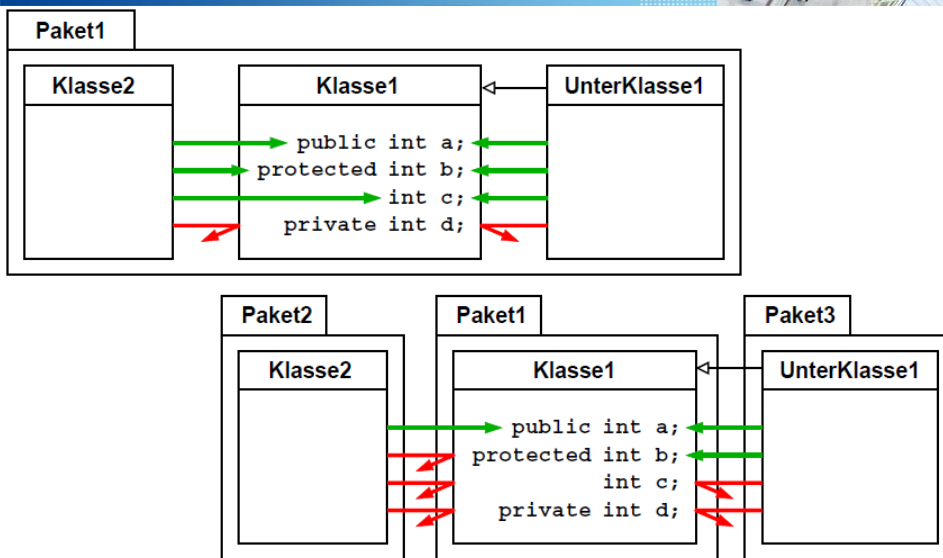 Paket1
Klasse2 Klasse1 UnterKlasse1
public int a;
protected int b;
int c;
private int d;
Paket2 Paket1 Paket3
Klasse2 Klasse1 UnterKlasse1
public int a;
protected int b;
int c;
private int d;